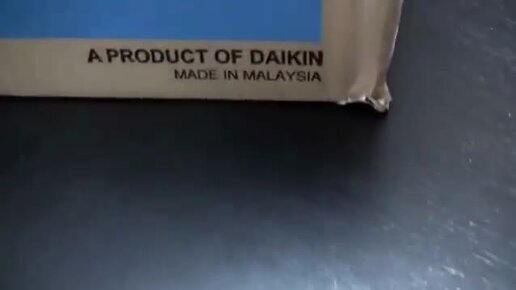 A PRODUCT OF DAIKIN
MADE IN MALAYSIA